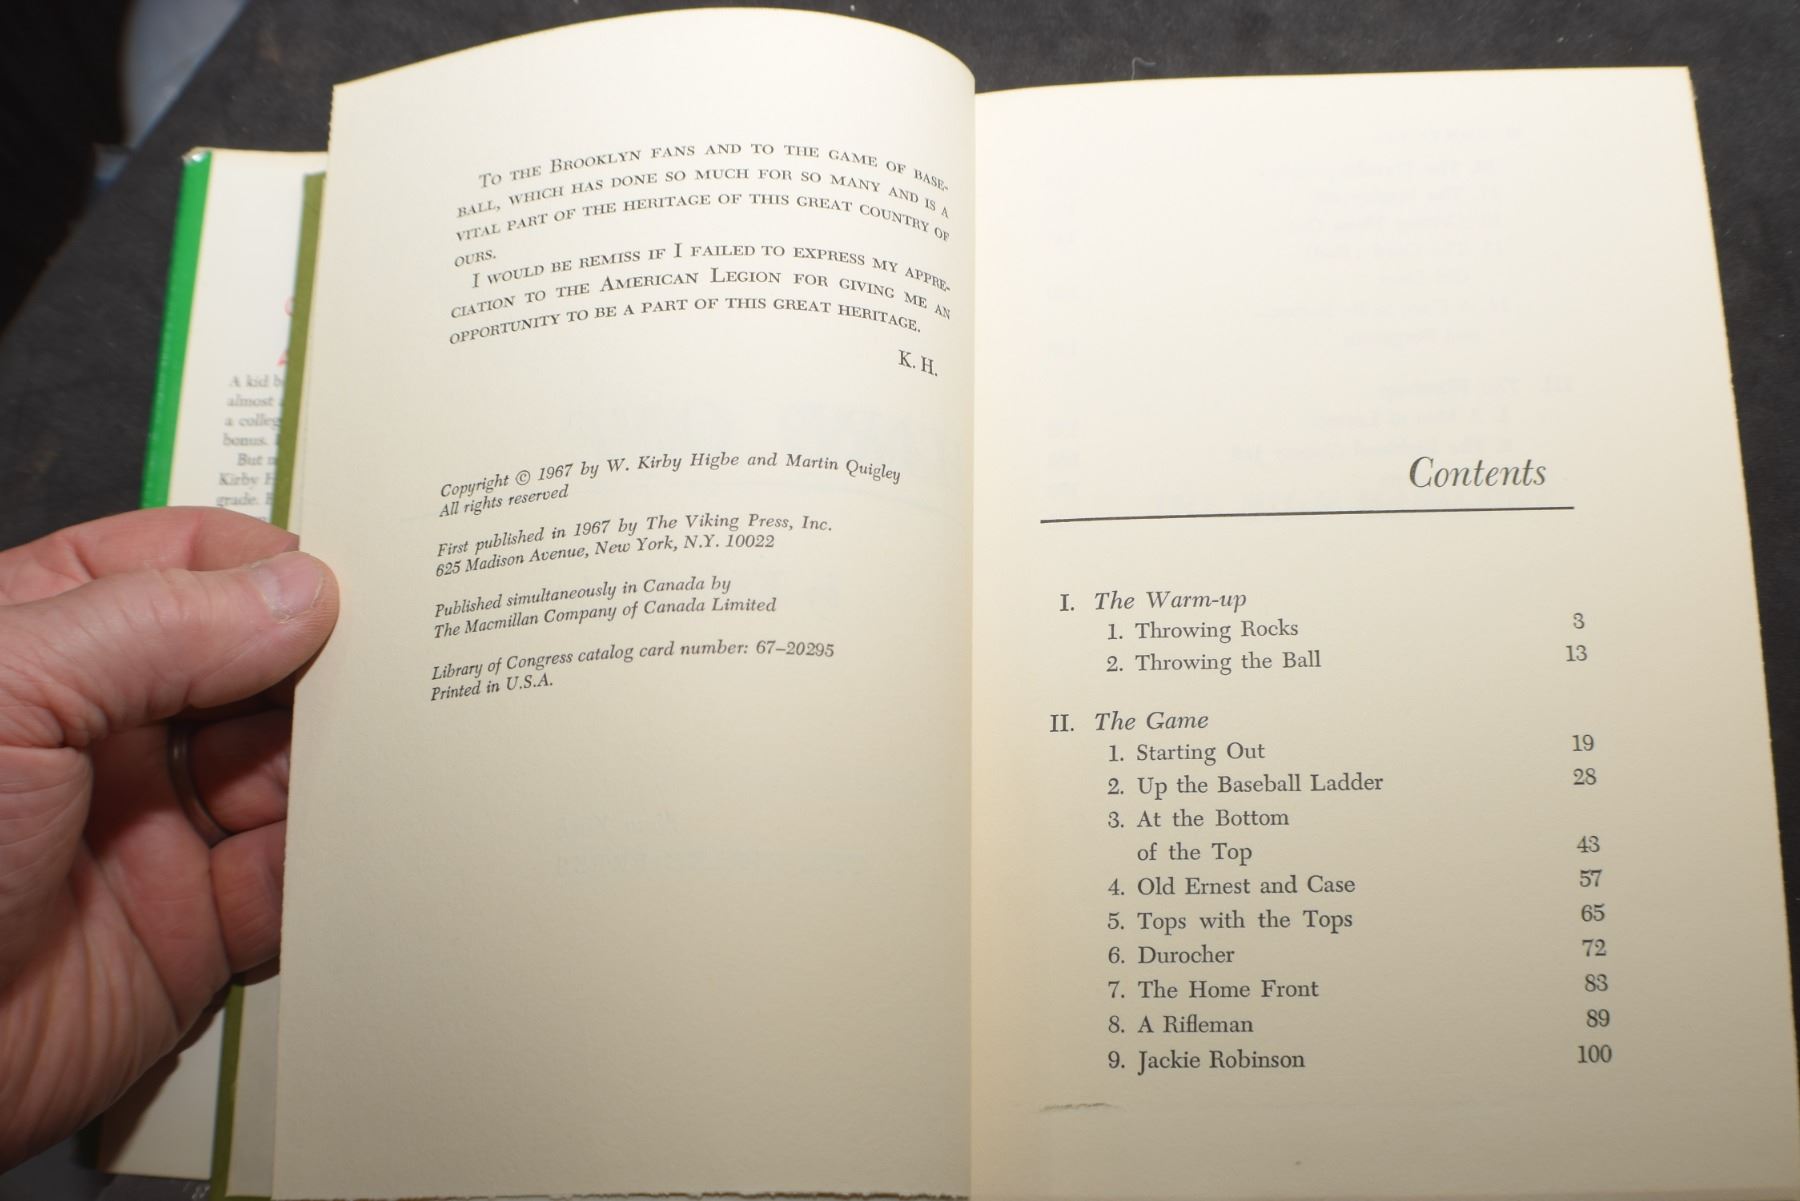 A kid b
almost
a colleg
bonus.
But
Kirby
grade.
To the Brooklyn fans and to the game of base-
ball, which has done so much for so many and is a
vital part of the heritage of this great country of
ours.
I would be remiss if I failed to express my appre-
ciation to the American Legion for giving me an
opportunity to be a part of this great heritage.
K. H.
Copyright © 1967 by W. Kirby Higbe and Martin Quigley
All rights reserved
First published in 1967 by The Viking Press, Inc.
625 Madison Avenue, New York, N.Y. 10022
Published simultaneously in Canada by
The Macmillan Company of Canada Limited
Library of Congress catalog card number: 67–20295
Printed in U.S.A.
Contents
I. The Warm-up
1. Throwing Rocks 3
2. Throwing the Ball 13
II. The Game
1. Starting Out 19
2. Up the Baseball Ladder 28
3. At the Bottom
of the Top 43
4. Old Ernest and Case 57
5. Tops with the Tops 65
6. Durocher 72
7. The Home Front 83
8. A Rifleman 89
9. Jackie Robinson 100